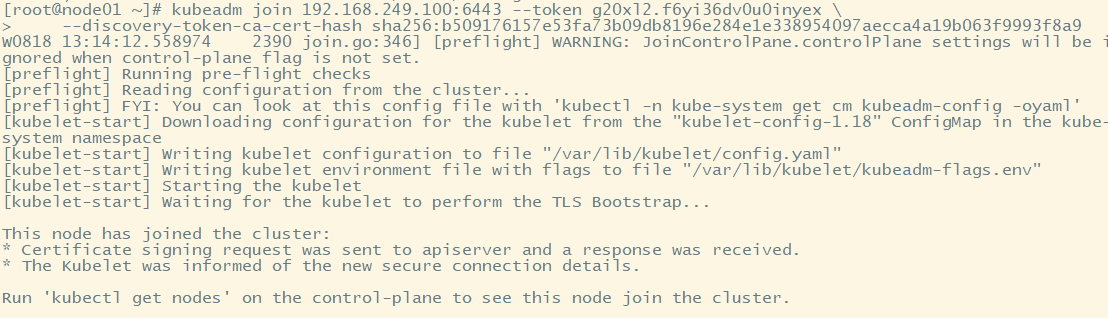 [root@node01 ~]# kubeadm join 192.168.249.100:6443 --token g20xl2.f6yi36dv0u0inyex \
>     --discovery-token-ca-cert-hash sha256:b509176157e53fa73b09db8196e284e1e338954097aecca4a19b063f9993f8a9
W0818 13:14:12.558974    2390 join.go:346] [preflight] WARNING: JoinControlPane.controlPlane settings will be i
gnored when control-plane flag is not set.
[preflight] Running pre-flight checks
[preflight] Reading configuration from the cluster...
[preflight] FYI: You can look at this config file with 'kubectl -n kube-system get cm kubeadm-config -oyaml'
[kubelet-start] Downloading configuration for the kubelet from the "kubelet-config-1.18" ConfigMap in the kube-
system namespace
[kubelet-start] Writing kubelet configuration to file "/var/lib/kubelet/config.yaml"
[kubelet-start] Writing kubelet environment file with flags to file "/var/lib/kubelet/kubeadm-flags.env"
[kubelet-start] Starting the kubelet
[kubelet-start] Waiting for the kubelet to perform the TLS Bootstrap...

This node has joined the cluster:
* Certificate signing request was sent to apiserver and a response was received.
* The Kubelet was informed of the new secure connection details.

Run 'kubectl get nodes' on the control-plane to see this node join the cluster.